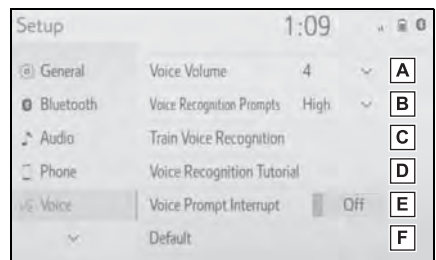 Setup 1:09
General Voice Volume 4 A
Bluetooth Voice Recognition Prompts High B
Audio Train Voice Recognition C
Phone Voice Recognition Tutorial D
Voice Voice Prompt Interrupt Off E
Default F